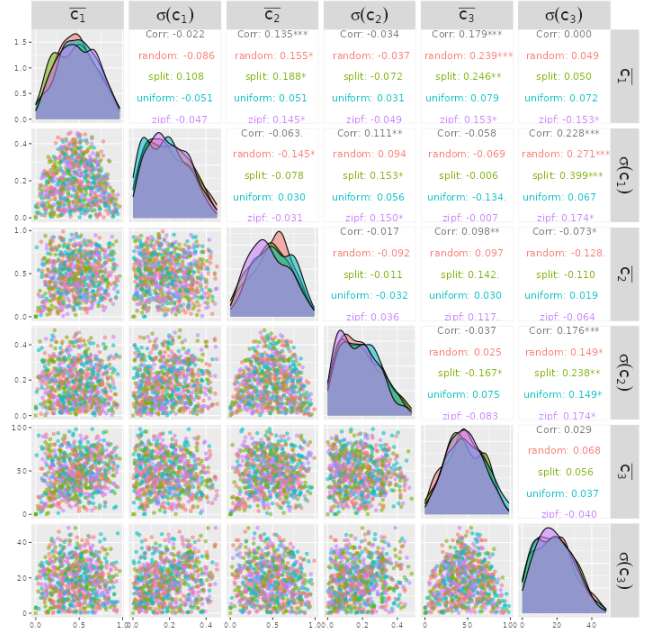 c̅₁ σ(c₁) c̅₂ σ(c₂) c̅₃ σ(c₃)
Corr: -0.022 Corr: 0.135*** Corr: -0.034 Corr: 0.179*** Corr: 0.000
1.5 random: -0.086 random: 0.155* random: -0.037 random: 0.239*** random: 0.049
1.0 split: 0.108 split: 0.188* split: -0.072 split: 0.246** split: 0.050 c̅₁
0.5 uniform: -0.051 uniform: 0.051 uniform: 0.031 uniform: 0.079 uniform: 0.072
0.0 zipf: -0.047 zipf: 0.145* zipf: -0.049 zipf: 0.153* zipf: -0.153*
Corr: -0.063. Corr: 0.111** Corr: -0.058 Corr: 0.228***
0.4 random: -0.145* random: 0.094 random: -0.069 random: 0.271***
split: -0.078 split: 0.153* split: -0.006 split: 0.399*** σ(c₁)
0.2 uniform: 0.030 uniform: 0.056 uniform: -0.134. uniform: 0.067
0.0 zipf: -0.031 zipf: 0.150* zipf: -0.007 zipf: 0.174*
1.0 Corr: -0.017 Corr: 0.098** Corr: -0.073*
random: -0.092 random: 0.097 random: -0.128.
0.5 split: -0.011 split: 0.142. split: -0.110 c̅₂
uniform: -0.032 uniform: 0.030 uniform: 0.019
0.0 zipf: 0.036 zipf: 0.117. zipf: -0.064
Corr: -0.037 Corr: 0.176***
0.4 random: 0.025 random: 0.149*
split: -0.167* split: 0.238** σ(c₂)
0.2 uniform: 0.075 uniform: 0.149*
0.0 zipf: -0.083 zipf: 0.174*
100 Corr: 0.029
random: 0.068
50 split: 0.056 c̅₃
uniform: 0.037
0 zipf: -0.040
40
20 σ(c₃)
0
0.0 0.5 1.0 0.0 0.2 0.4 0.0 0.5 1.0 0.0 0.2 0.4 0 50 100 0 20 40